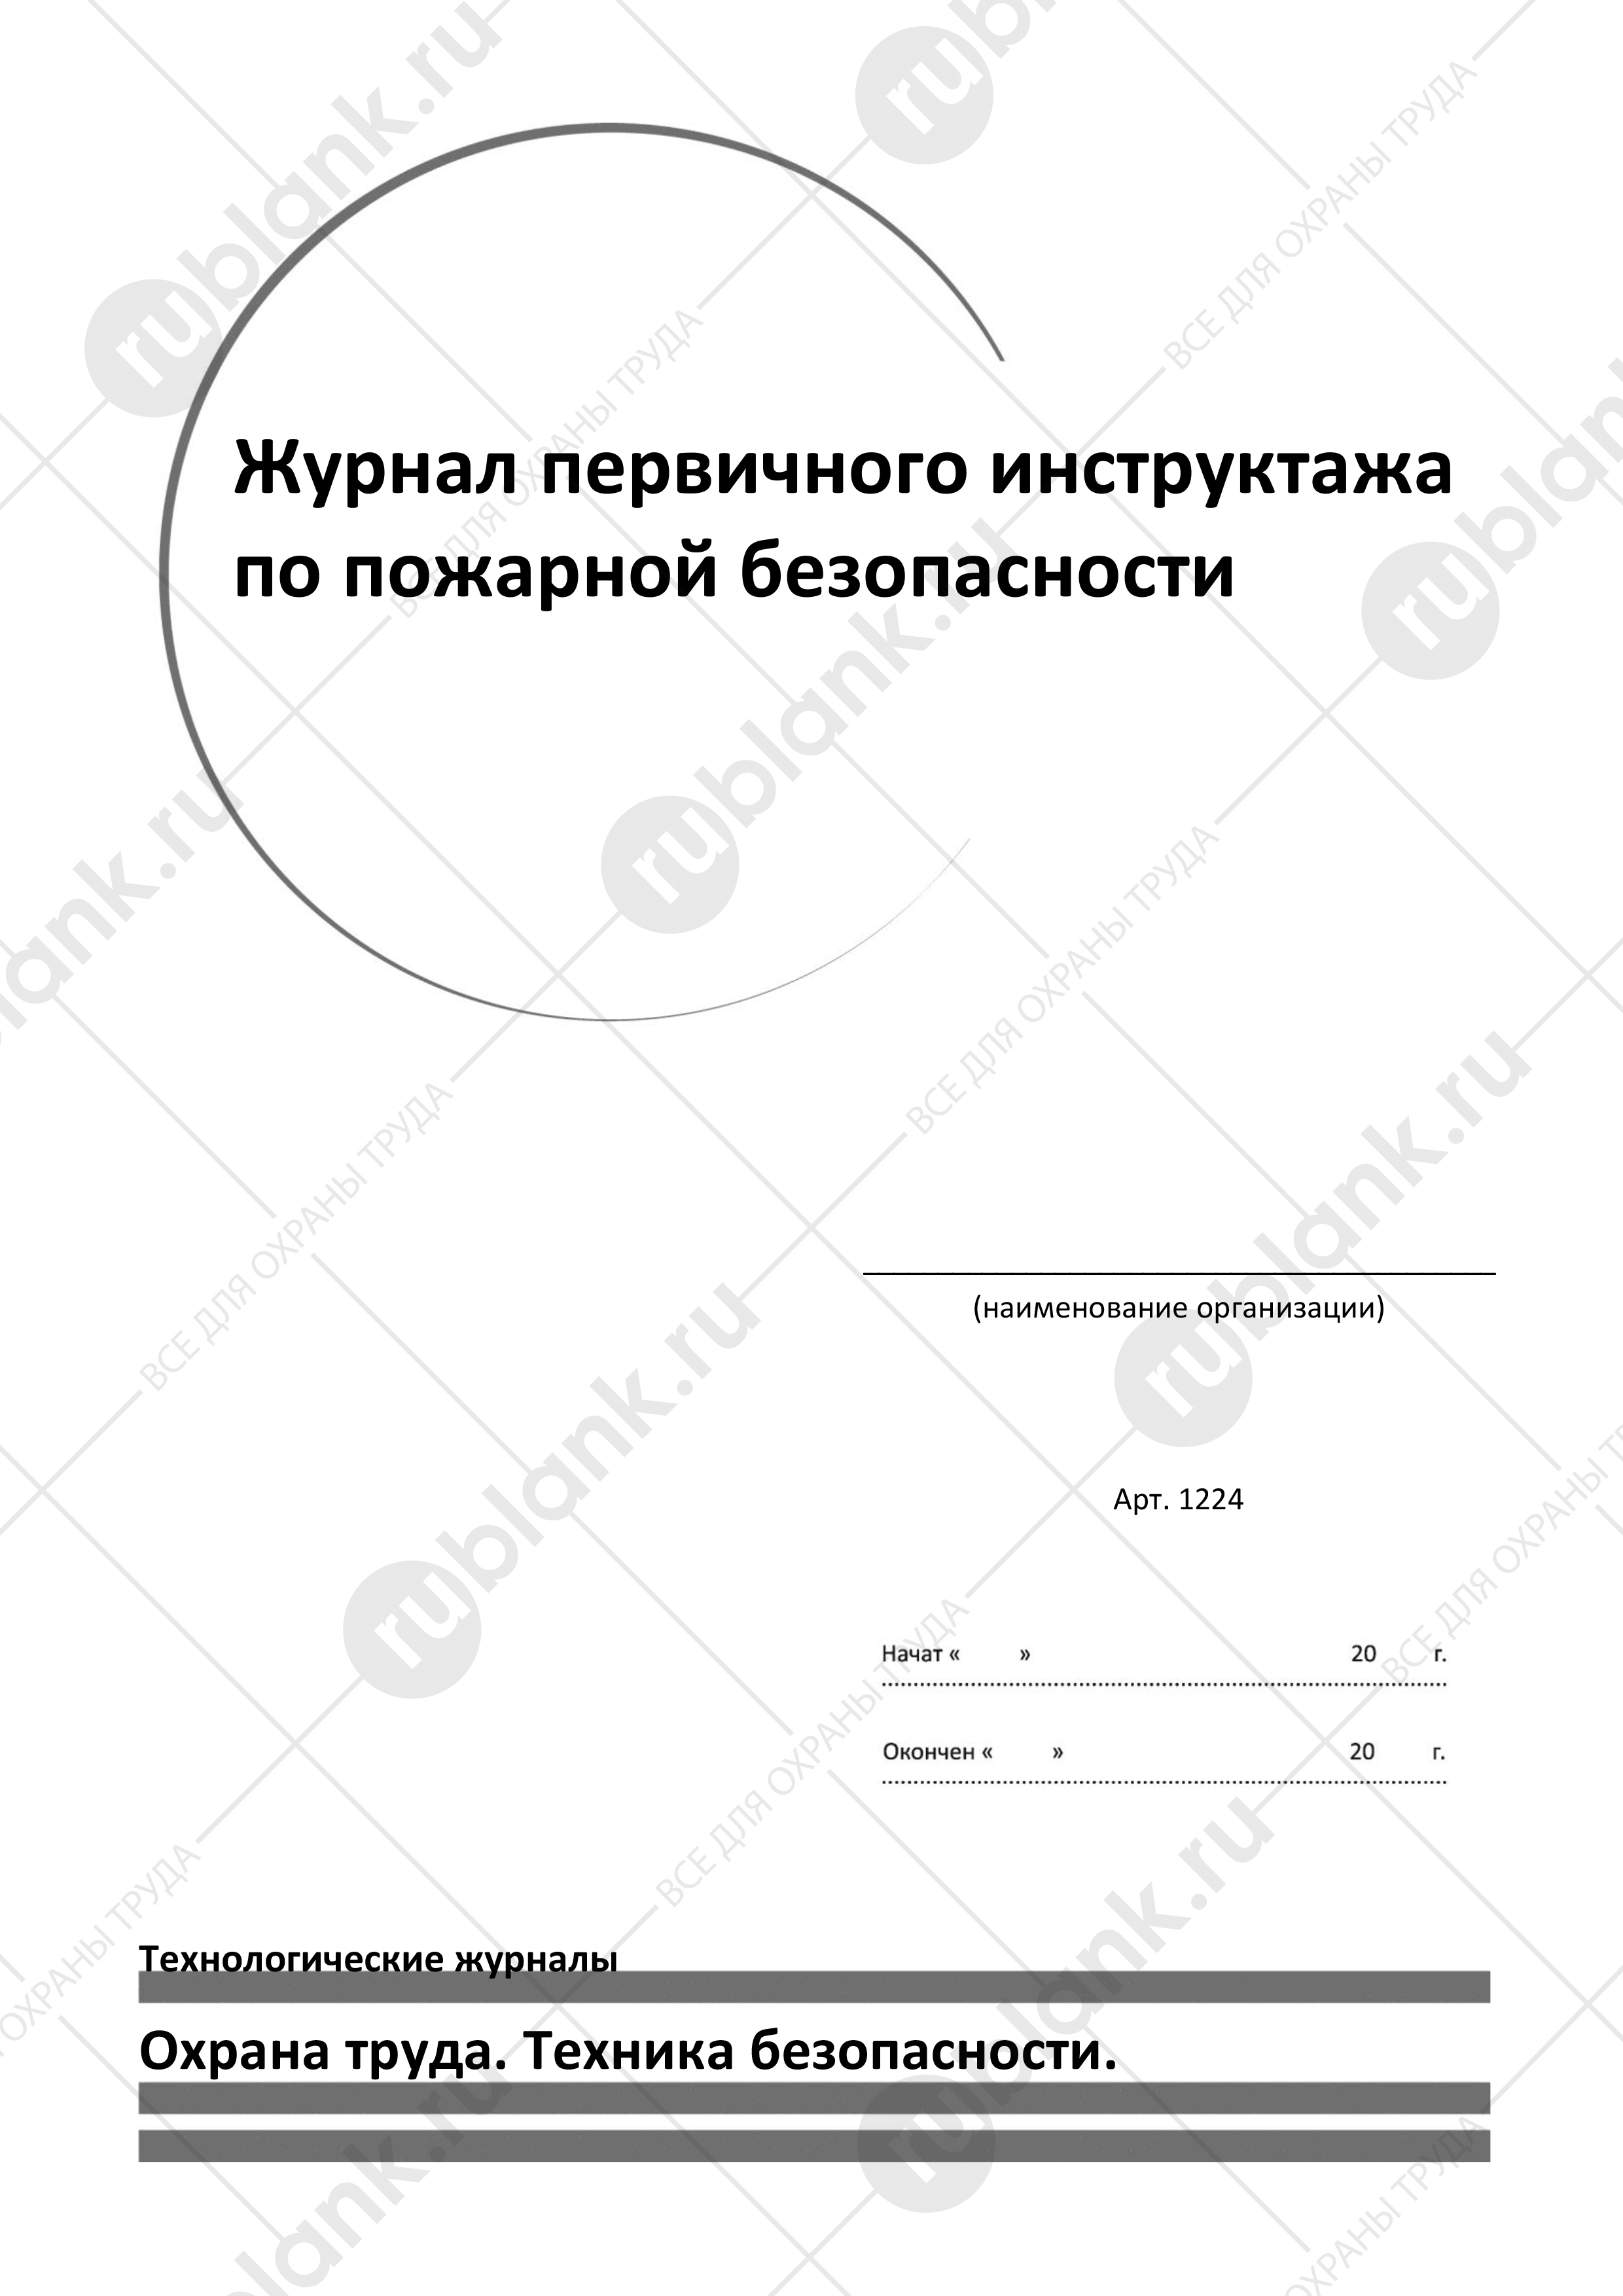 Журнал первичного инструктажа
по пожарной безопасности
(наименование организации)
Арт. 1224
Начат « » 20 г.
Окончен « » 20 г.
Технологические журналы
Охрана труда. Техника безопасности.
rublank.ru
ВСЕ ДЛЯ ОХРАНЫ ТРУДА